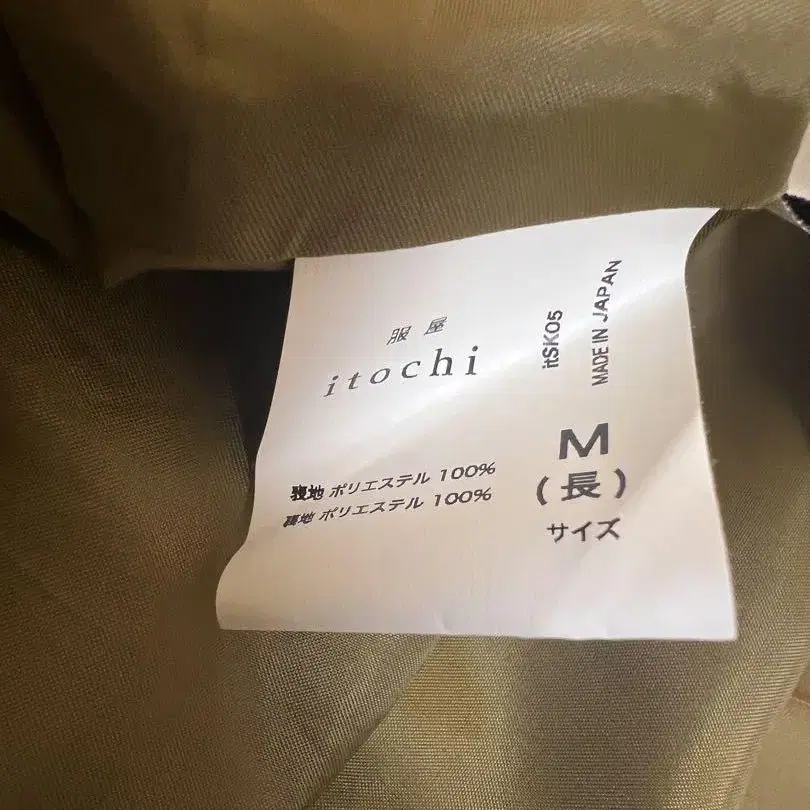 服屋
itochi
表地 ポリエステル 100%
裏地 ポリエステル 100%
itSK05
MADE IN JAPAN
M
(長)
サイズ